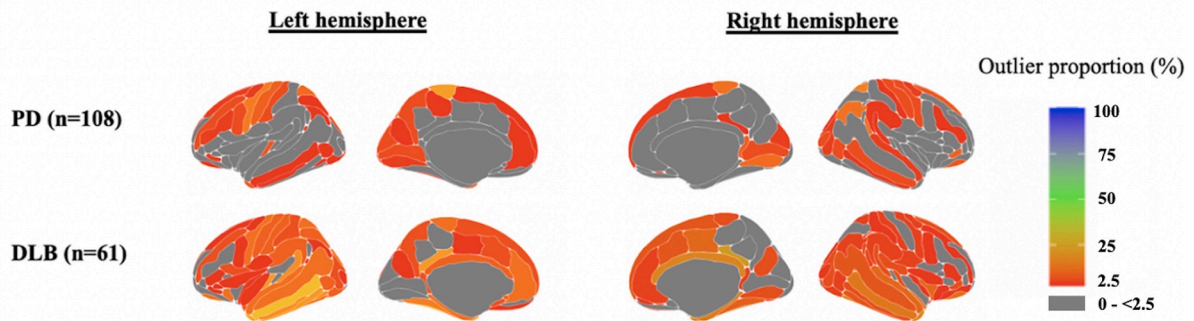 Left hemisphere
Right hemisphere
Outlier proportion (%)
PD (n=108)
100
75
50
DLB (n=61)
25
2.5
0 - <2.5